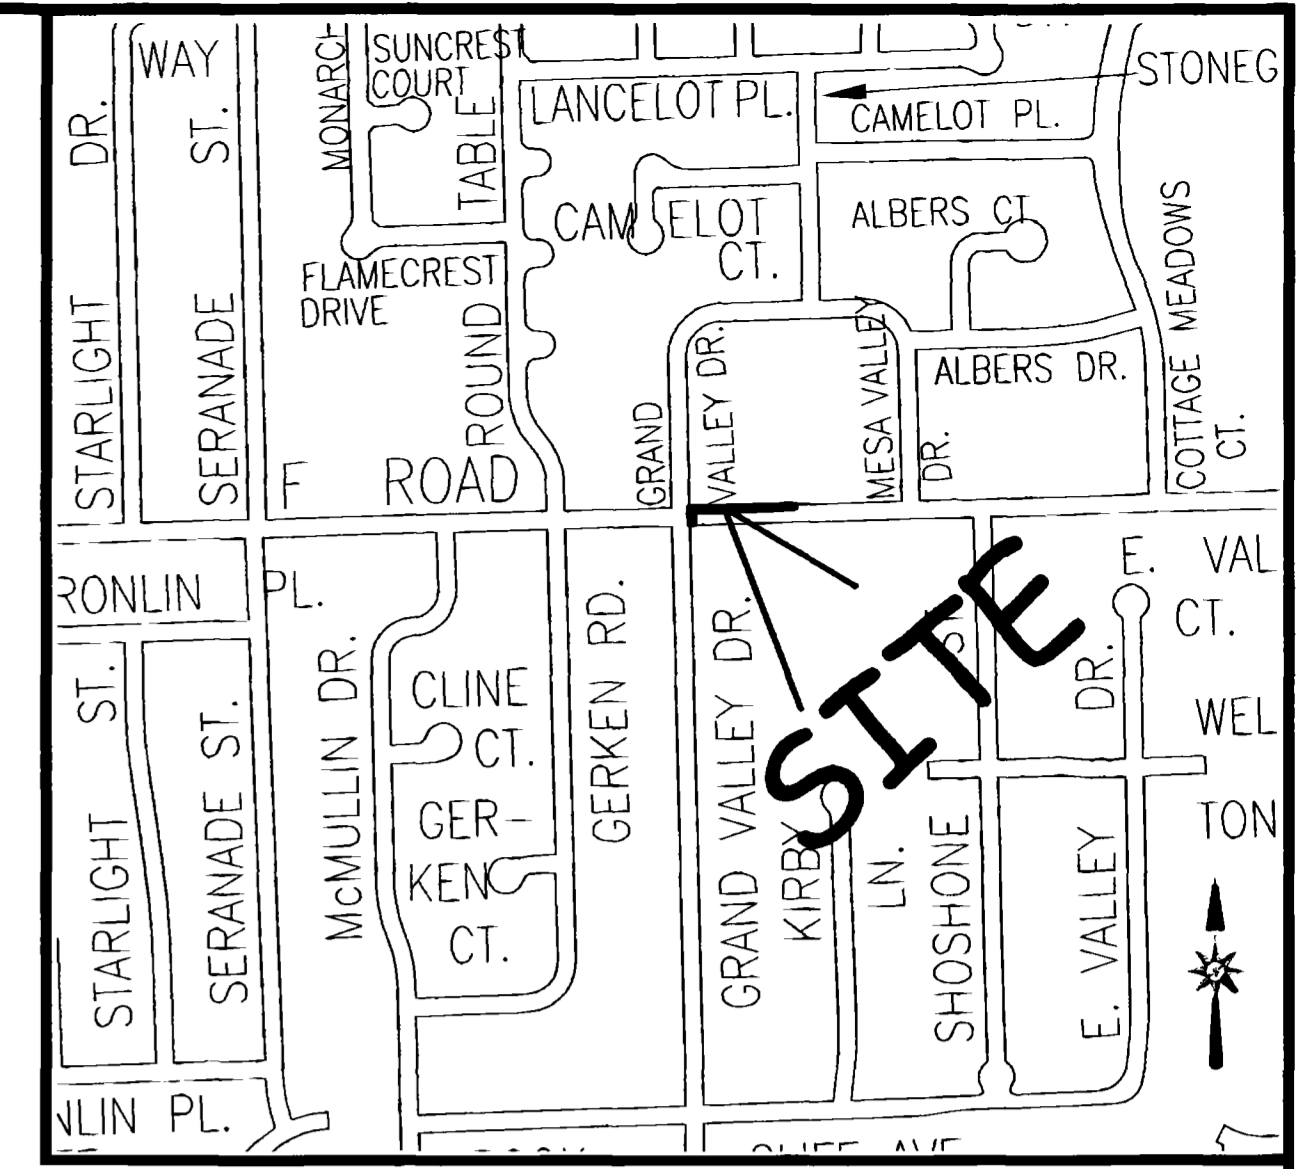 WAY
STARLIGHT DR.
SERANADE ST.
MONARCH
SUNCREST
COURT
TABLE
ROUND
LANCELOT PL.
STONEG
CAMELOT PL.
CAMELOT
CT.
ALBERS CT
FLAMECREST
DRIVE
GRAND
VALLEY DR.
MESA VALLEY
DR.
ALBERS DR.
COTTAGE MEADOWS
CT.
F ROAD
RONLIN PL.
STARLIGHT ST.
SERANADE ST.
McMULLIN DR.
CLINE
CT.
GER-
KEN
CT.
GERKEN RD.
GRAND VALLEY DR.
KIRBY
LN.
SITE
SHOSHONE
ST.
E. VALLEY
DR.
E. VAL
CT.
WEL
TON
NLIN PL.
CLIFF AVE